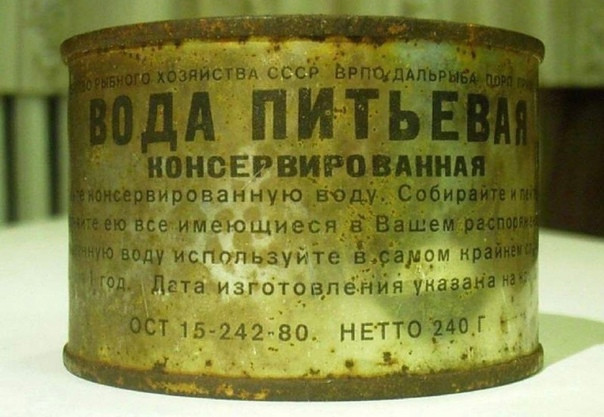 РЫБНОГО ХОЗЯЙСТВА СССР ВРПО „ДАЛЬРЫБА"
ВОДА ПИТЬЕВАЯ
КОНСЕРВИРОВАННАЯ
консервированную воду. Собирайте и
ею все имеющиеся в Вашем
воду используйте в самом крайнем
1 год. Дата изготовления указана на
ОСТ 15-242-80. НЕТТО 240 Г